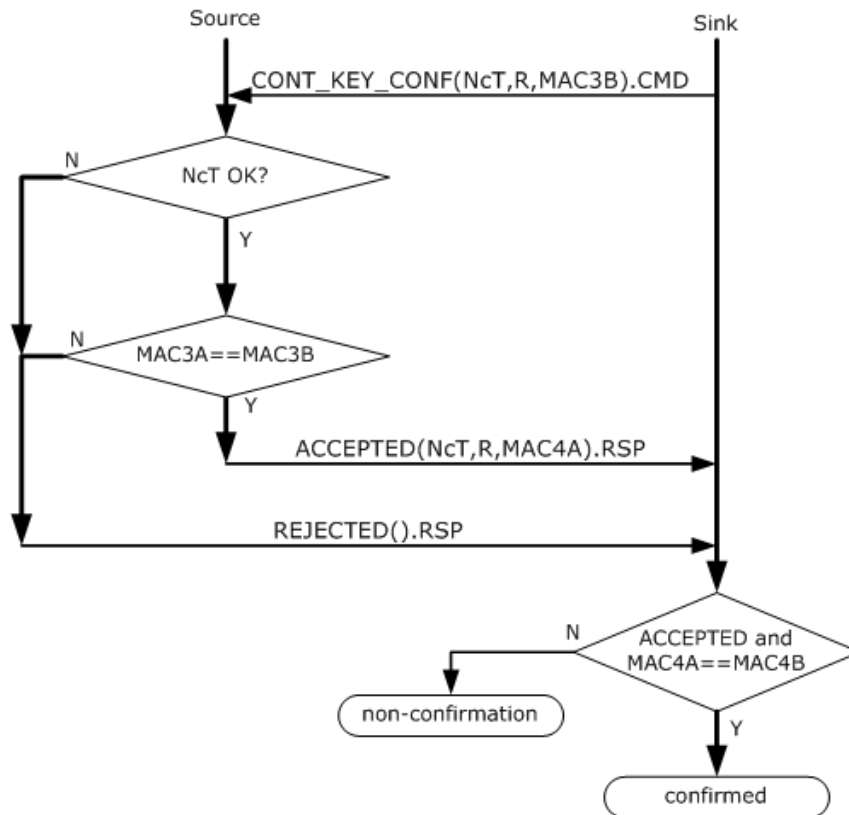 Source
Sink
CONT_KEY_CONF(NcT,R,MAC3B).CMD
N
NcT OK?
Y
N
MAC3A==MAC3B
Y
ACCEPTED(NcT,R,MAC4A).RSP
REJECTED().RSP
N
ACCEPTED and
MAC4A==MAC4B
non-confirmation
Y
confirmed